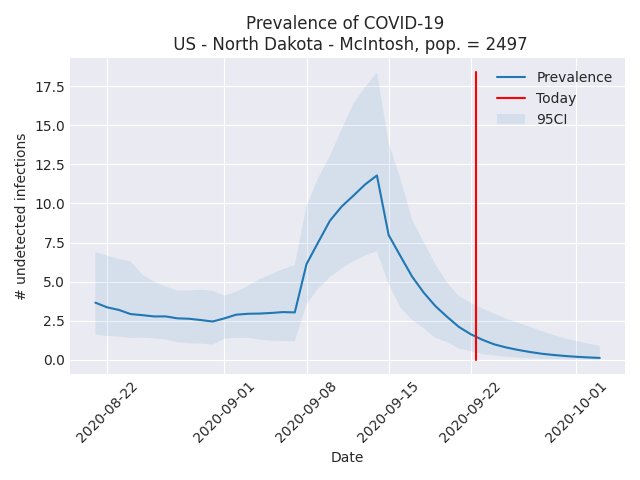 Prevalence of COVID-19
US - North Dakota - McIntosh, pop. = 2497
Prevalence
Today
95CI
17.5
15.0
12.5
10.0
7.5
5.0
2.5
0.0
# undetected infections
2020-08-22
2020-09-01
2020-09-08
2020-09-15
2020-09-22
2020-10-01
Date